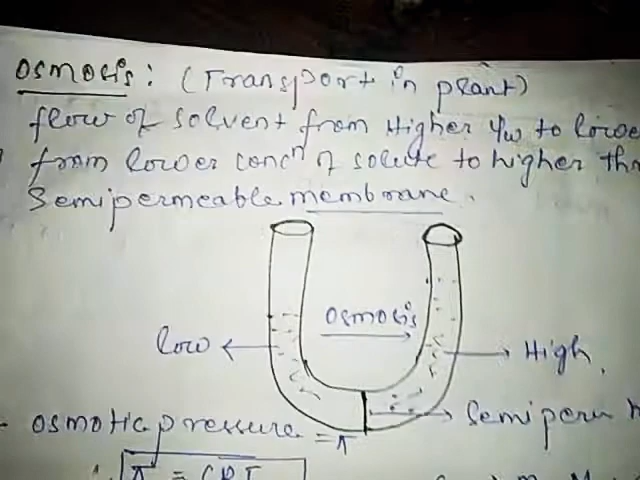 Osmosis: (Transport in plant)
flow of solvent from Higher ψw to lowe
from lower concn of solute to higher thr
Semipermeable membrane.
Osmosis
Low
High
Semiperm
Osmotic pressure = π
π = CRT